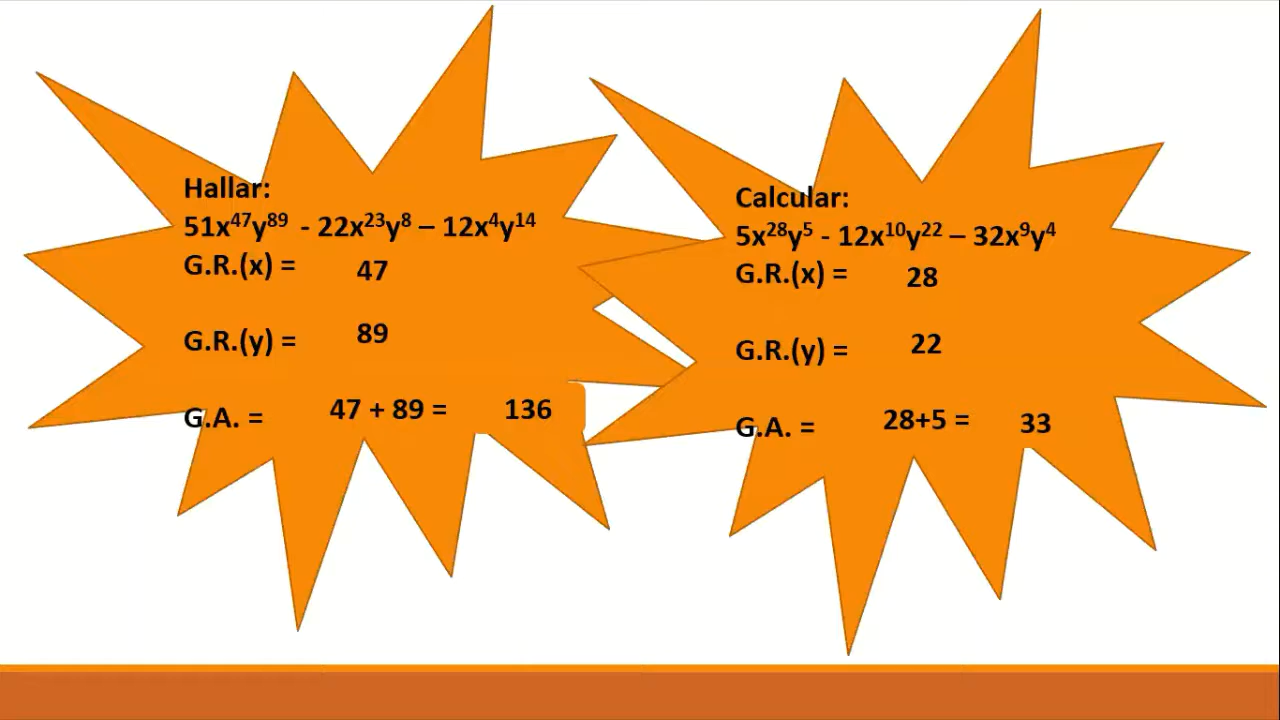 Hallar:
51x⁴⁷y⁸⁹ - 22x²³y⁸ – 12x⁴y¹⁴
G.R.(x) = 47
G.R.(y) = 89
G.A. = 47 + 89 = 136
Calcular:
5x²⁸y⁵ - 12x¹⁰y²² – 32x⁹y⁴
G.R.(x) = 28
G.R.(y) = 22
G.A. = 28+5 = 33